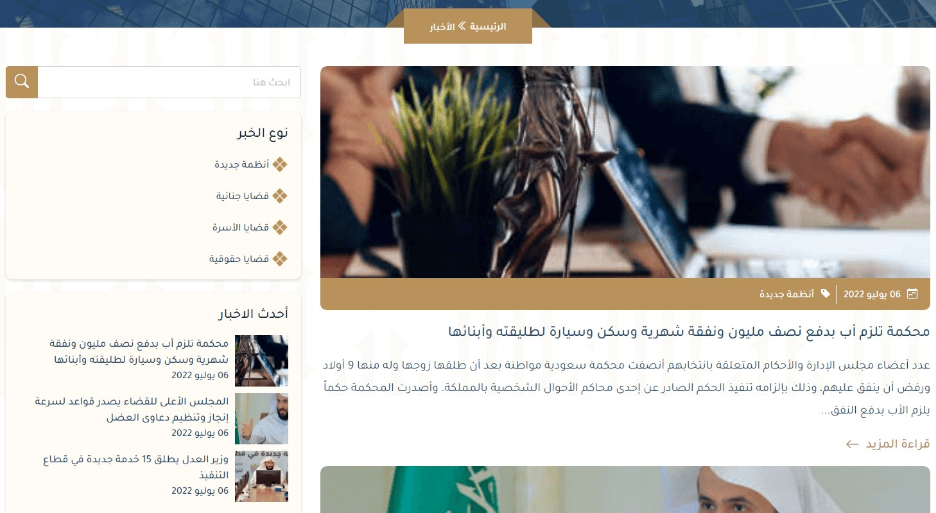 الرئيسية » الأخبار
06 يوليو 2022 | أنظمة جديدة
محكمة تلزم أب بدفع نصف مليون ونفقة شهرية وسكن وسيارة لطليقته وأبنائها
عدد أعضاء مجلس الإدارة والأحكام المتعلقة بانتخابهم أنصفت محكمة سعودية مواطنة بعد أن طلقها زوجها وله منها 9 أولاد
ورفض أن ينفق عليهم، وذلك بإلزامه تنفيذ الحكم الصادر عن إحدى محاكم الأحوال الشخصية بالمملكة. وأصدرت المحكمة حكماً
يلزم الأب بدفع النفق...
قراءة المزيد ←
ابحث هنا
نوع الخبر
أنظمة جديدة
قضايا جنائية
قضايا الأسرة
قضايا حقوقية
أحدث الاخبار
محكمة تلزم أب بدفع نصف مليون ونفقة
شهرية وسكن وسيارة لطليقته وأبنائها
06 يوليو 2022
المجلس الأعلى للقضاء يصدر قواعد لسرعة
إنجاز وتنظيم دعاوى العضل
06 يوليو 2022
وزير العدل يطلق 15 خدمة جديدة في قطاع
التنفيذ
06 يوليو 2022